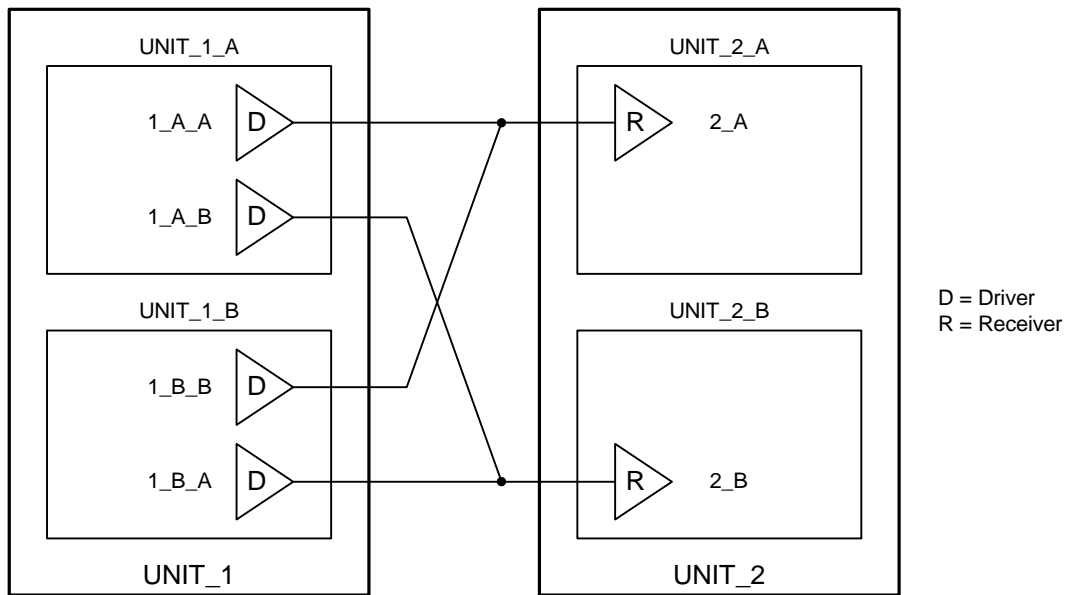 UNIT_1_A
1_A_A
D
1_A_B
D
UNIT_1_B
1_B_B
D
1_B_A
D
UNIT_1
UNIT_2_A
R
2_A
UNIT_2_B
R
2_B
UNIT_2
D = Driver
R = Receiver